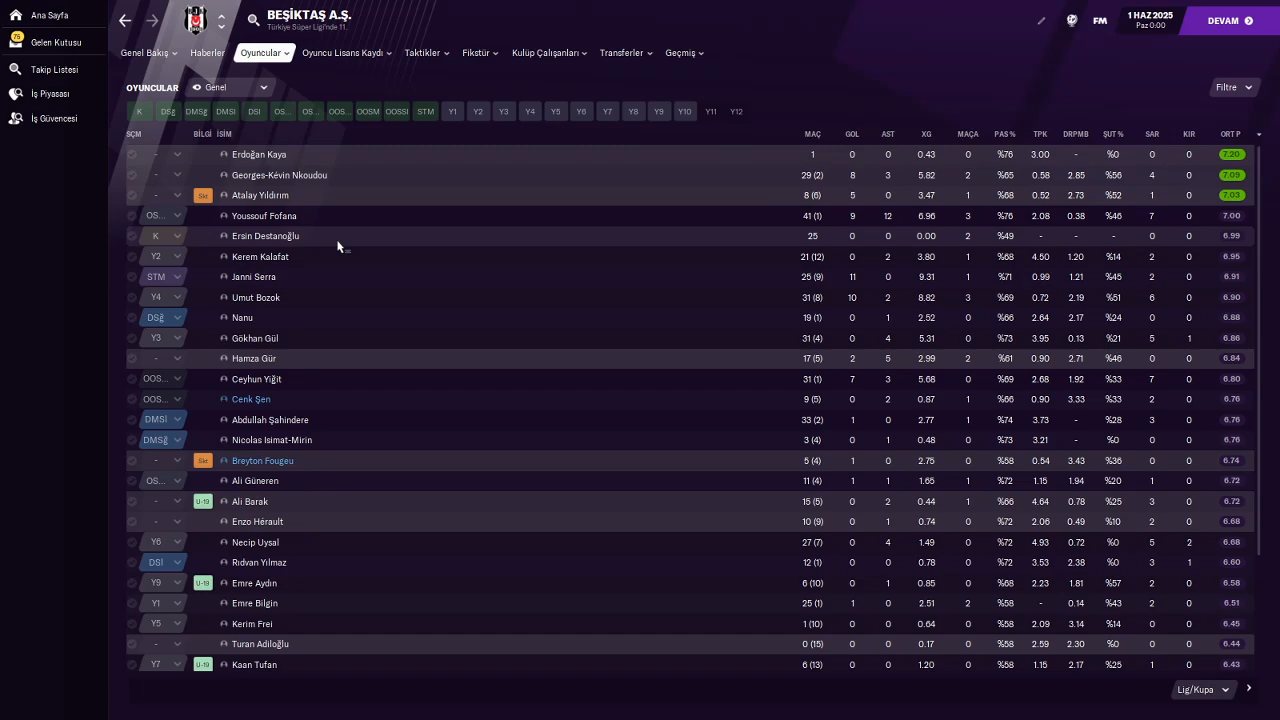 Ana Sayfa
75 Gelen Kutusu
Takip Listesi
İş Piyasası
İş Güvencesi
BEŞİKTAŞ A.Ş.
Türkiye Süper Lig'inde 11.
FM
1 HAZ 2025
Paz 0:00
DEVAM
Genel Bakış Haberler Oyuncular Oyuncu Lisans Kaydı Taktikler Fikstür Kulüp Çalışanları Transferler Geçmiş
OYUNCULAR Genel Filtre
K DSğ DMSğ DMSl DSl OS... OS... OOS... OOSM OOSSl STM Y1 Y2 Y3 Y4 Y5 Y6 Y7 Y8 Y9 Y10 Y11 Y12
SÇM BİLGİ İSİM MAÇ GOL AST XG MAÇA PAS % TPK DRPMB ŞUT % SAR KIR ORT P
- Erdoğan Kaya 1 0 0 0.43 0 %76 3.00 - %0 0 0 7.20
- Georges-Kévin Nkoudou 29 (2) 8 3 5.82 2 %65 0.58 2.85 %56 4 0 7.09
- Skt Atalay Yıldırım 8 (6) 5 0 3.47 1 %68 0.52 2.73 %52 1 0 7.03
OS... Youssouf Fofana 41 (1) 9 12 6.96 3 %76 2.08 0.38 %46 7 0 7.00
K Ersin Destanoğlu 25 0 0 0.00 2 %49 - - - 0 0 6.99
Y2 Kerem Kalafat 21 (12) 0 2 3.80 1 %68 4.50 1.20 %14 2 0 6.95
STM Janni Serra 25 (9) 11 0 9.31 1 %71 0.99 1.21 %45 2 0 6.91
Y4 Umut Bozok 31 (8) 10 2 8.82 3 %69 0.72 2.19 %51 6 0 6.90
DSğ Nanu 19 (1) 0 1 2.52 0 %66 2.64 2.17 %24 0 0 6.88
Y3 Gökhan Gül 31 (4) 0 4 5.31 0 %73 3.95 0.13 %21 5 1 6.86
- Hamza Gür 17 (5) 2 5 2.99 2 %61 0.90 2.71 %46 0 0 6.84
OOS... Ceyhun Yiğit 31 (1) 7 3 5.68 0 %69 2.68 1.92 %33 7 0 6.80
OOS... Cenk Şen 9 (5) 0 2 0.87 1 %66 0.90 3.33 %33 2 0 6.76
DMSl Abdullah Şahindere 33 (2) 1 0 2.77 1 %74 3.73 - %28 3 0 6.76
DMSğ Nicolas Isimat-Mirin 3 (4) 0 1 0.48 0 %73 3.21 - %0 0 0 6.76
- Skt Breyton Fougeu 5 (4) 1 0 2.75 0 %58 0.54 3.43 %36 0 0 6.74
OS... Ali Güneren 11 (4) 1 1 1.65 1 %72 1.15 1.94 %20 1 0 6.72
- U-19 Ali Barak 15 (5) 0 2 0.44 1 %66 4.64 0.78 %25 3 0 6.72
- Enzo Hérault 10 (9) 0 1 0.74 0 %72 2.06 0.49 %10 2 0 6.68
Y6 Necip Uysal 27 (7) 0 4 1.49 0 %72 4.93 0.72 %0 5 2 6.68
DSl Rıdvan Yılmaz 12 (1) 0 0 0.78 0 %72 3.53 2.38 %0 3 1 6.60
Y9 U-19 Emre Aydın 6 (10) 0 1 0.85 0 %68 2.23 1.81 %57 2 0 6.58
Y1 Emre Bilgin 25 (1) 1 0 2.51 2 %58 - 0.14 %43 2 0 6.51
Y5 Kerim Frei 1 (10) 0 0 0.64 0 %58 2.09 3.14 %14 0 0 6.45
- Turan Adiloğlu 0 (15) 0 0 0.17 0 %58 2.59 2.30 %0 0 0 6.44
Y7 U-19 Kaan Tufan 6 (13) 0 0 1.20 0 %58 1.15 2.17 %25 1 0 6.43
Lig/Kupa